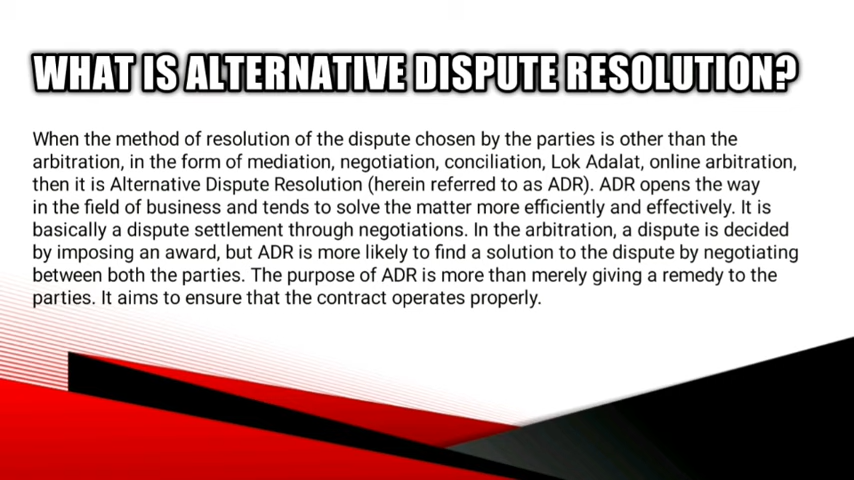 WHAT IS ALTERNATIVE DISPUTE RESOLUTION?
When the method of resolution of the dispute chosen by the parties is other than the
arbitration, in the form of mediation, negotiation, conciliation, Lok Adalat, online arbitration,
then it is Alternative Dispute Resolution (herein referred to as ADR). ADR opens the way
in the field of business and tends to solve the matter more efficiently and effectively. It is
basically a dispute settlement through negotiations. In the arbitration, a dispute is decided
by imposing an award, but ADR is more likely to find a solution to the dispute by negotiating
between both the parties. The purpose of ADR is more than merely giving a remedy to the
parties. It aims to ensure that the contract operates properly.